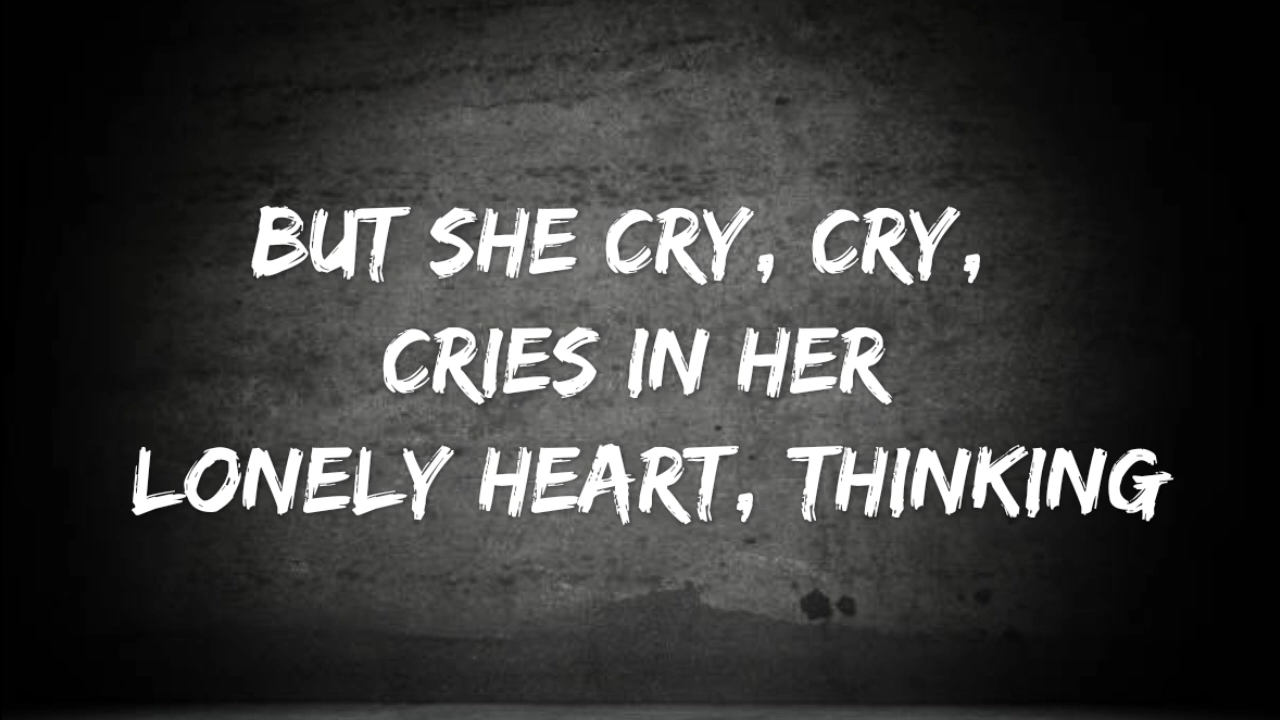 BUT SHE CRY, CRY,
CRIES IN HER
LONELY HEART, THINKING